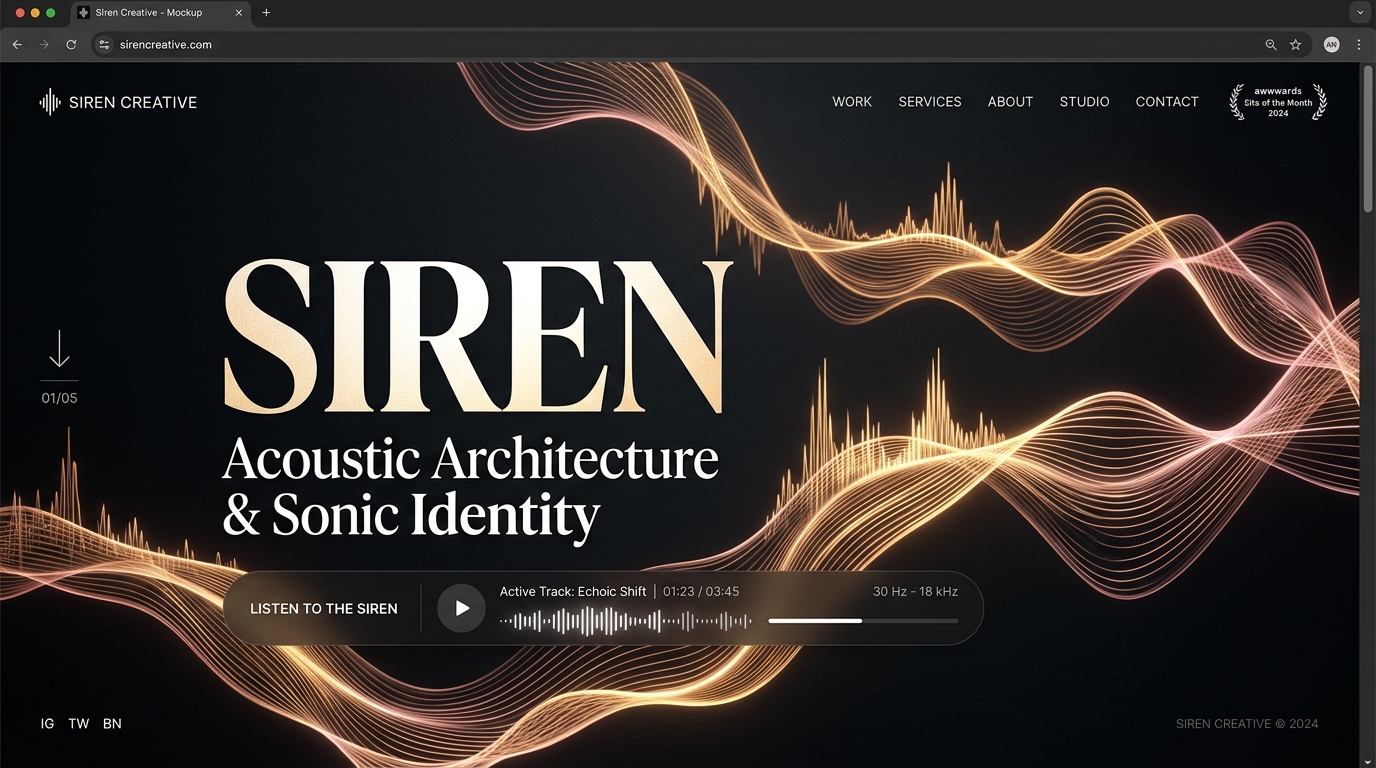 SIren Creative - Mockup
sirencreative.com
AN
SIREN CREATIVE
WORK SERVICES ABOUT STUDIO CONTACT
awwwards
Sits of the Month
2024
SIREN
Acoustic Architecture
& Sonic Identity
01/05
LISTEN TO THE SIREN
Active Track: Echoic Shift | 01:23 / 03:45
30 Hz - 18 kHz
IG TW BN
SIREN CREATIVE © 2024